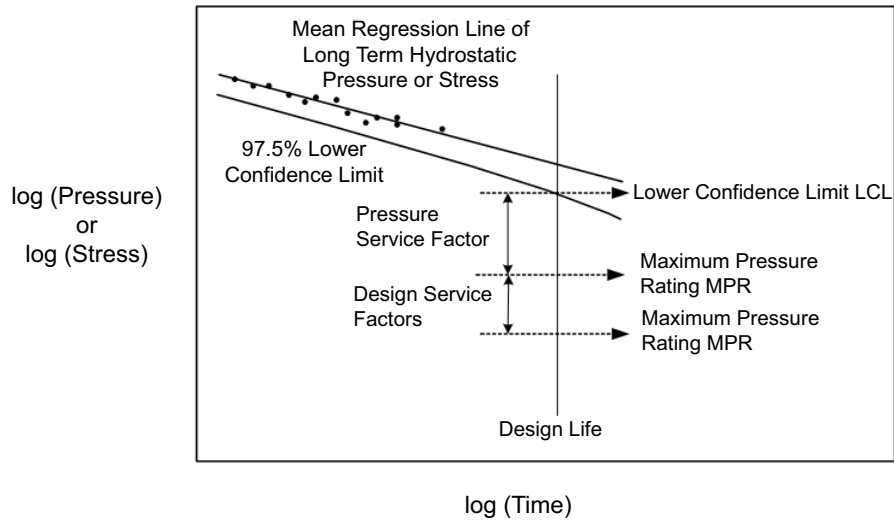 Mean Regression Line of
Long Term Hydrostatic
Pressure or Stress
97.5% Lower
Confidence Limit
log (Pressure)
or
log (Stress)
Lower Confidence Limit LCL
Pressure
Service Factor
Maximum Pressure
Rating MPR
Design Service
Factors
Maximum Pressure
Rating MPR
Design Life
log (Time)